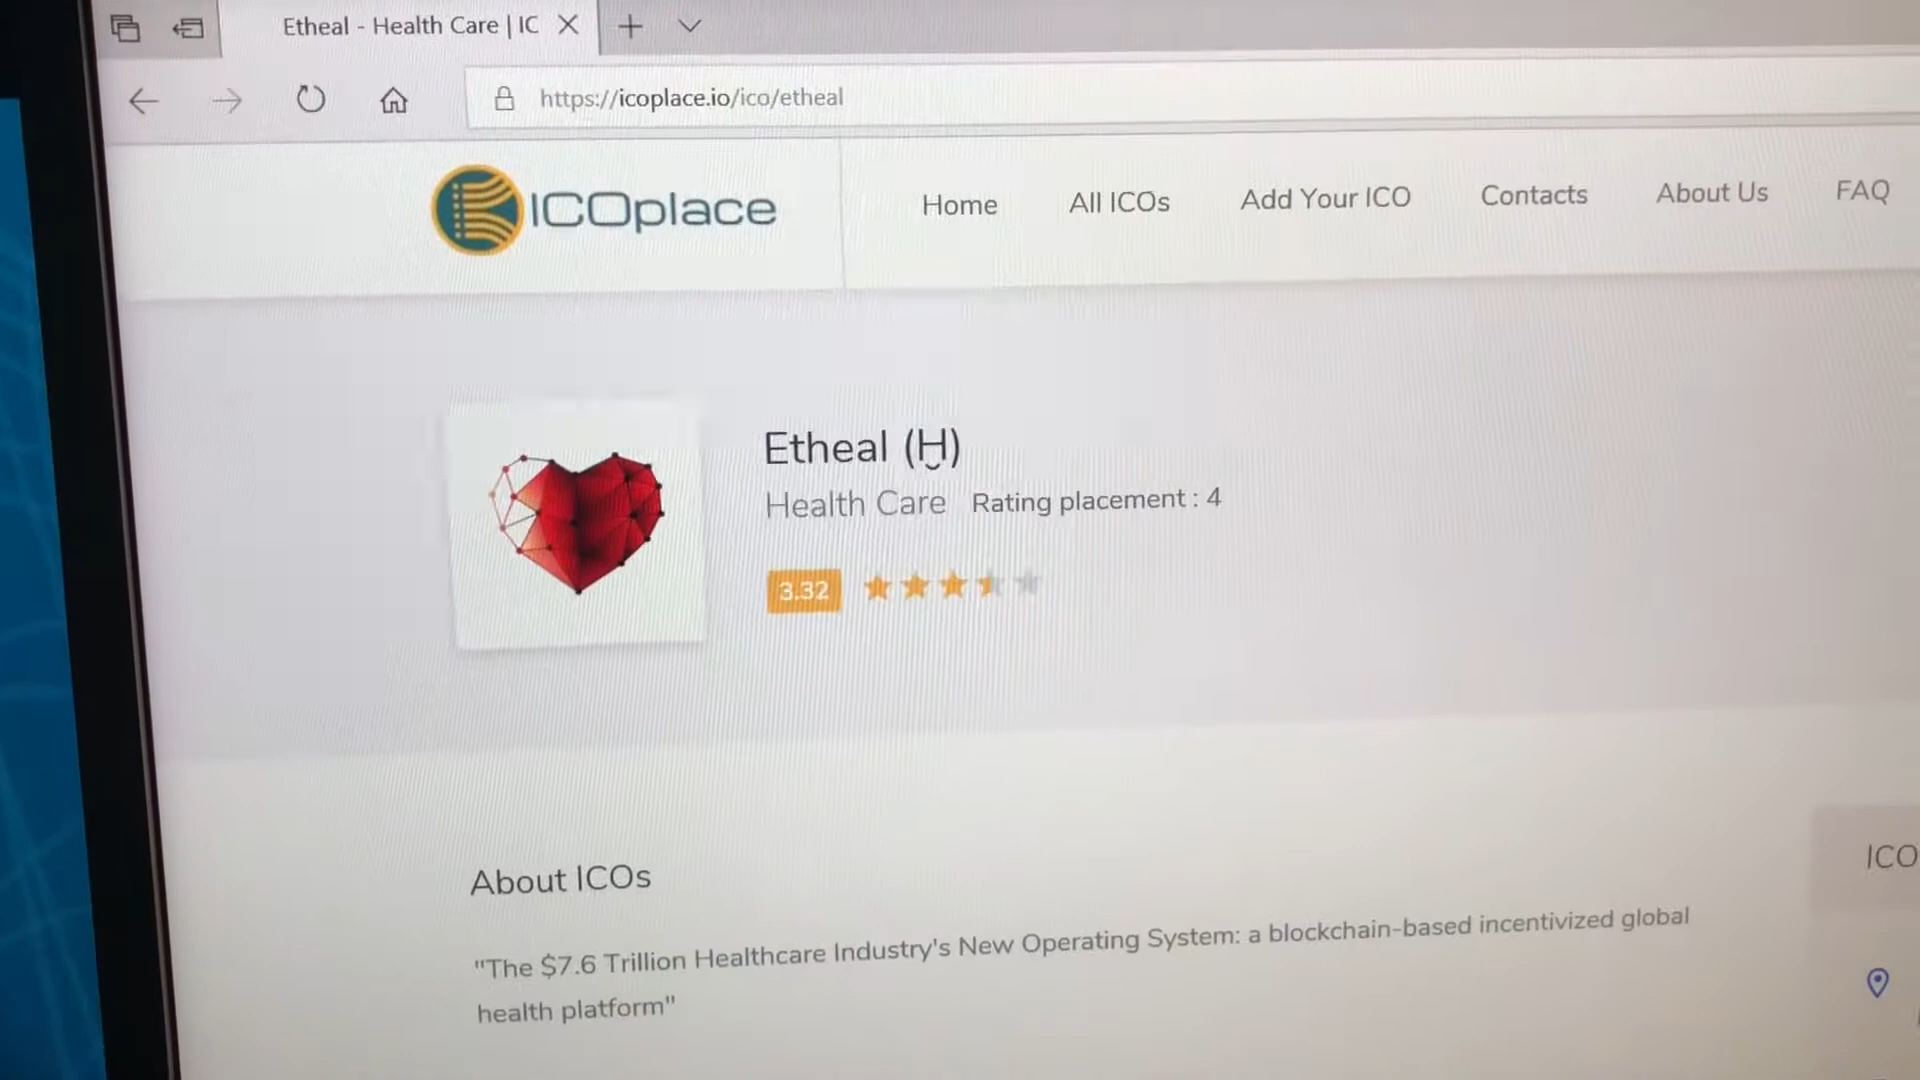 Etheal - Health Care | IC
https://icoplace.io/ico/etheal
ICOplace
Home All ICOs Add Your ICO Contacts About Us FAQ
Etheal (H̯)
Health Care Rating placement : 4
3.32
About ICOs
ICO
"The $7.6 Trillion Healthcare Industry's New Operating System: a blockchain-based incentivized global
health platform"